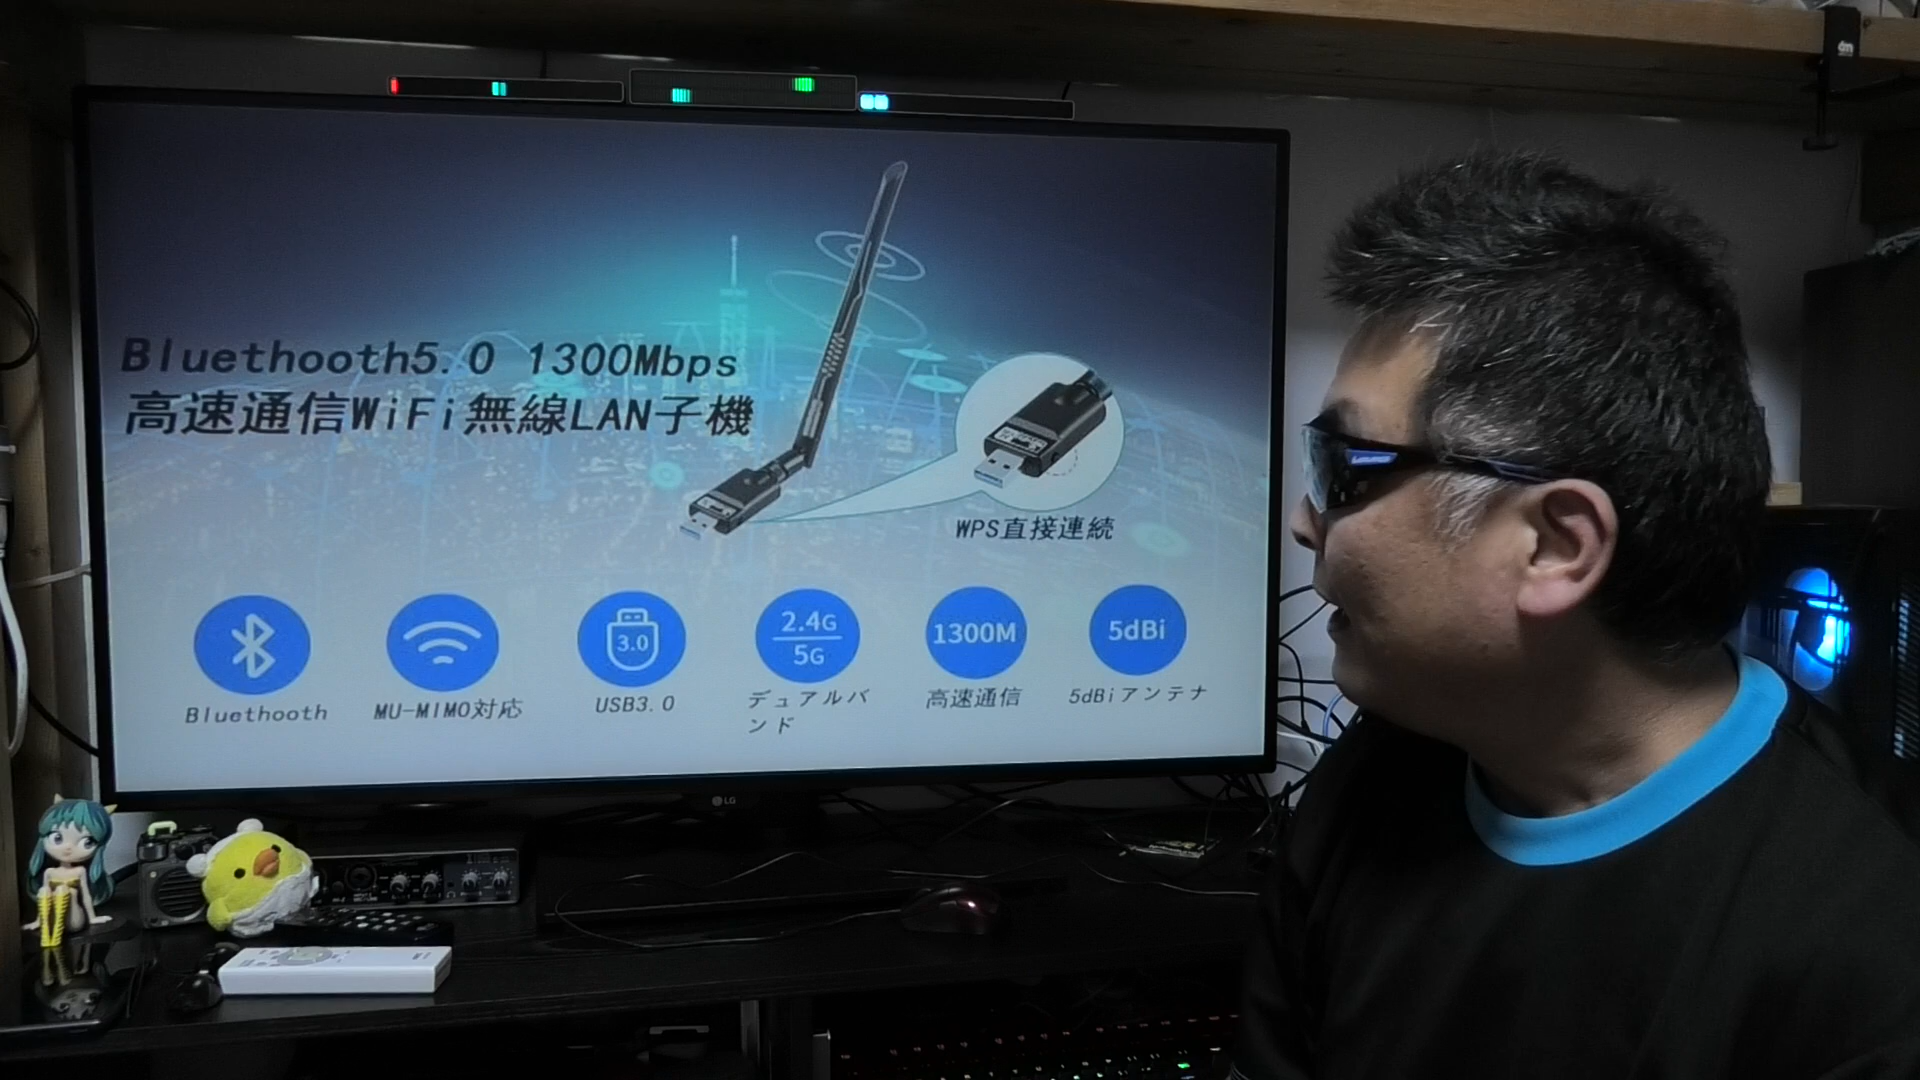 Bluethooth5.0 1300Mbps
高速通信WiFi無線LAN子機
WPS直接連続
3.0
2.4G
5G
1300M
5dBi
Bluethooth
MU-MIMO対応
USB3.0
デュアルバ
ンド
高速通信
5dBiアンテナ
LG